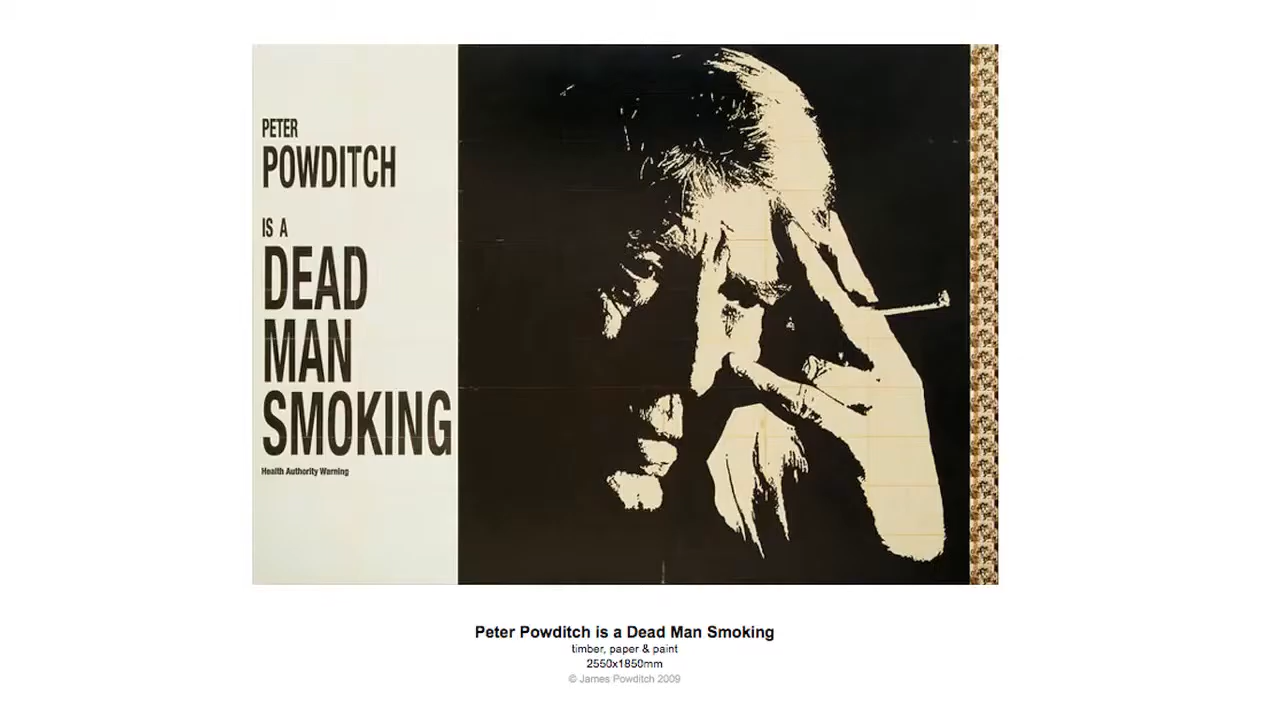 PETER
POWDITCH
IS A
DEAD
MAN
SMOKING
Health Authority Warning
Peter Powditch is a Dead Man Smoking
timber, paper & paint
2550x1850mm
© James Powditch 2009